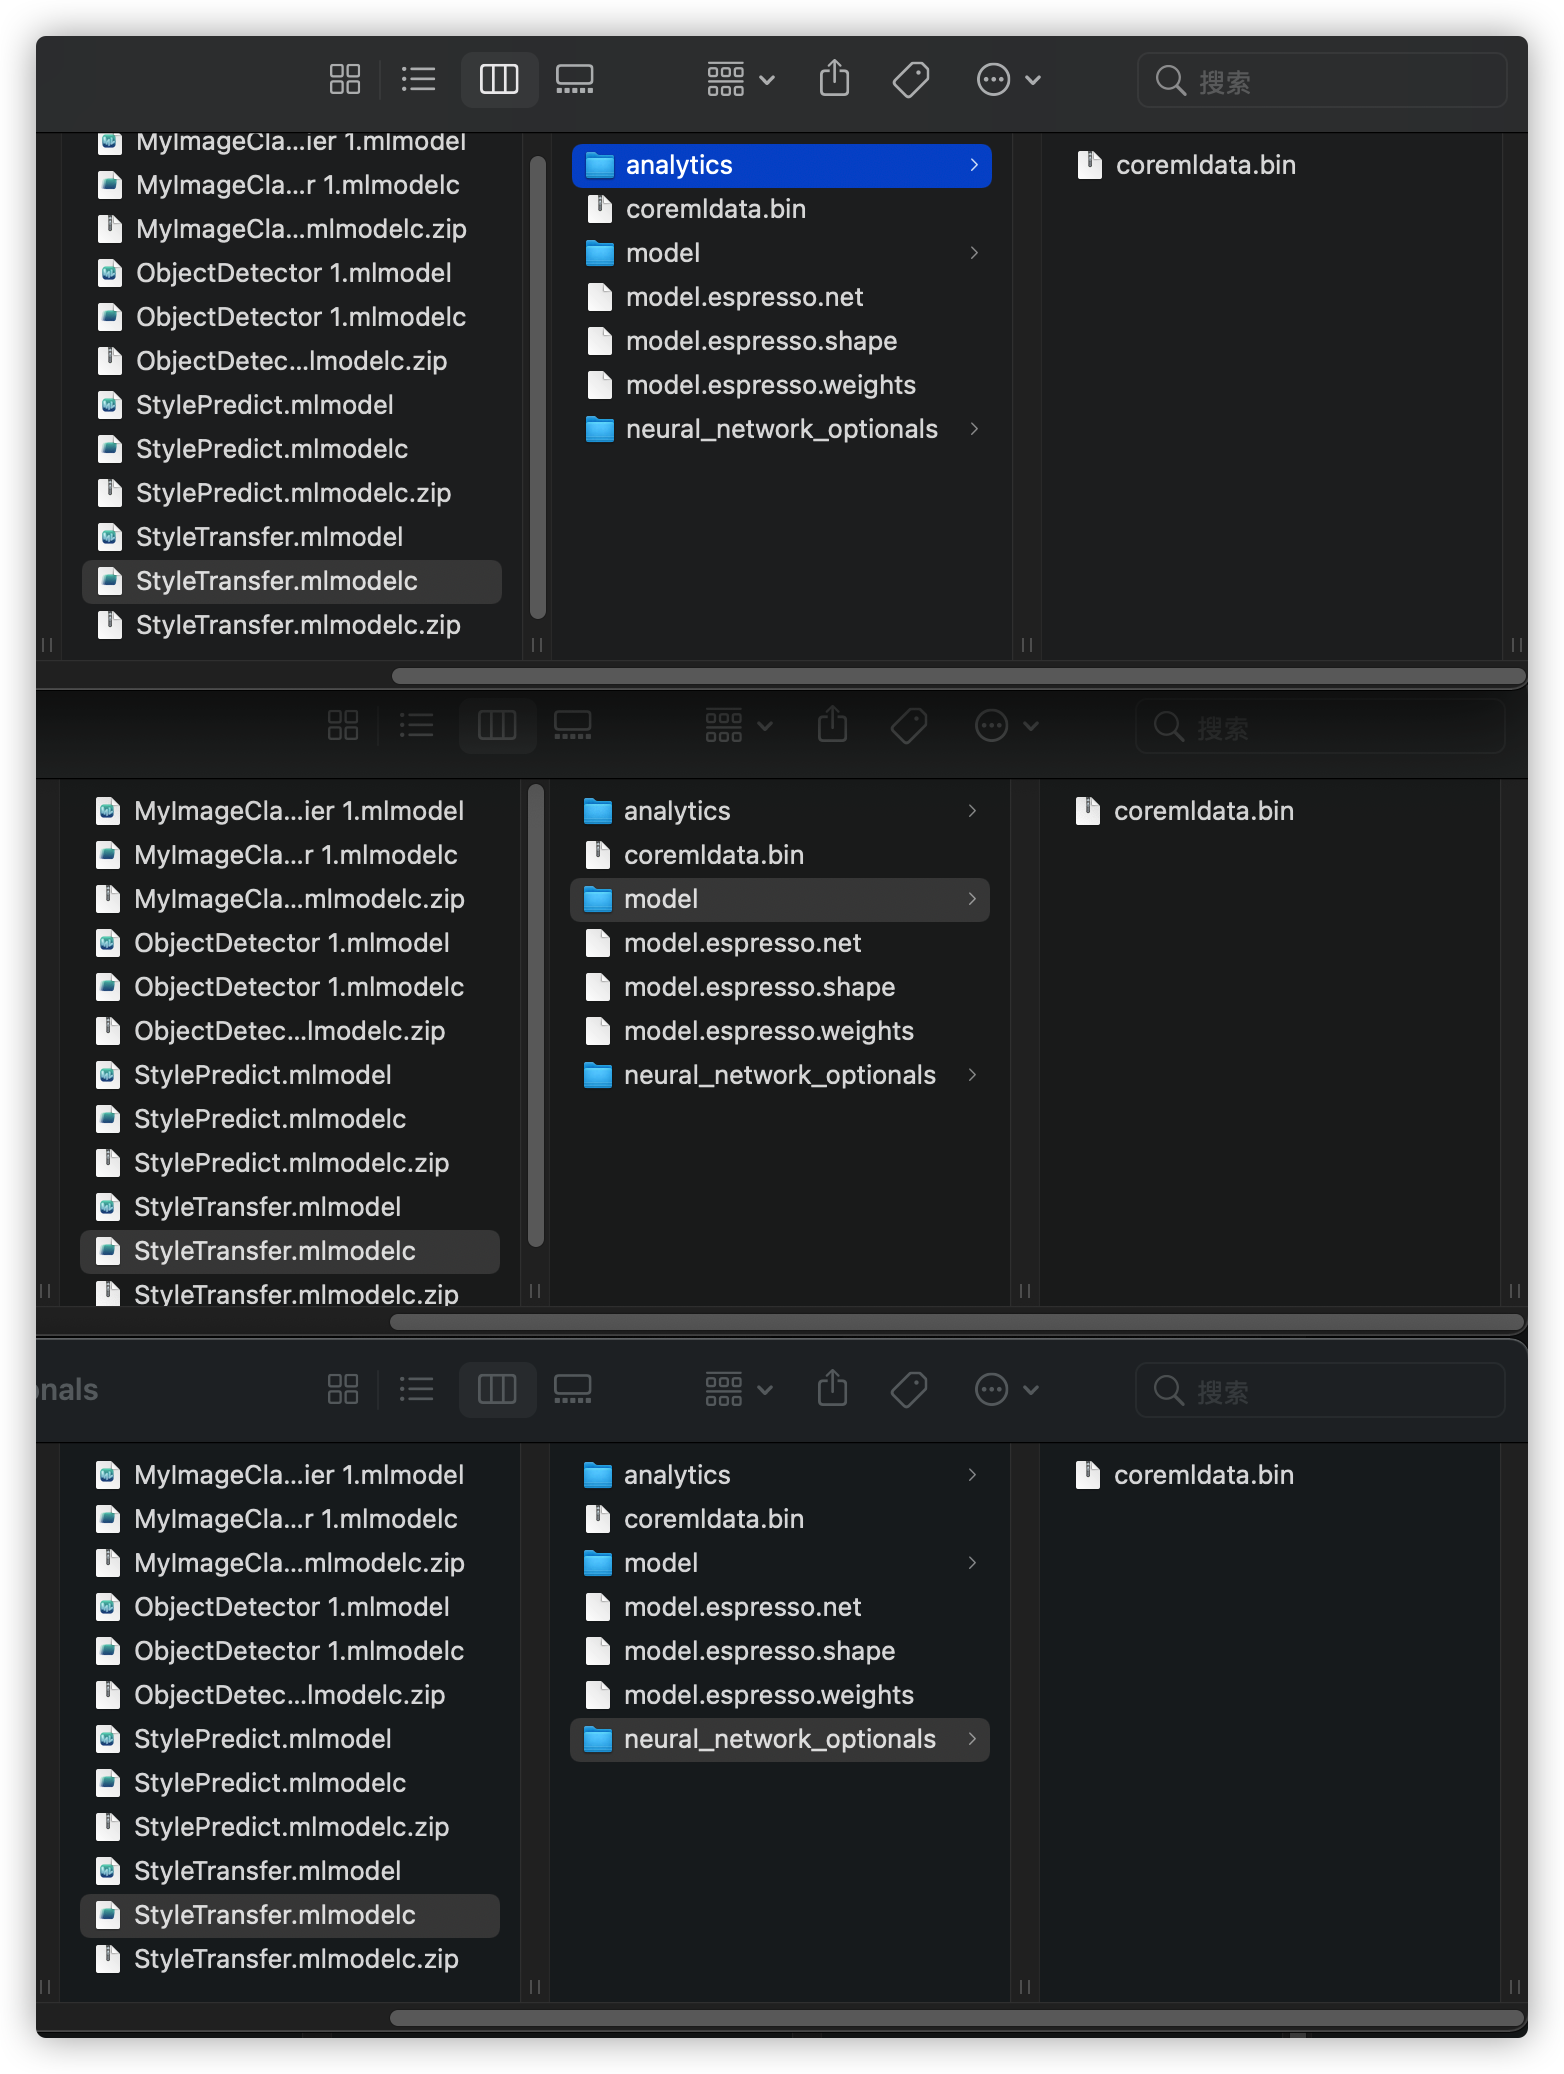 搜索
MyImageCla...ier 1.mlmodel
MyImageCla...r 1.mlmodelc
MyImageCla...mlmodelc.zip
ObjectDetector 1.mlmodel
ObjectDetector 1.mlmodelc
ObjectDetec...lmodelc.zip
StylePredict.mlmodel
StylePredict.mlmodelc
StylePredict.mlmodelc.zip
StyleTransfer.mlmodel
StyleTransfer.mlmodelc
StyleTransfer.mlmodelc.zip
analytics
coremldata.bin
model
model.espresso.net
model.espresso.shape
model.espresso.weights
neural_network_optionals
coremldata.bin
搜索
MyImageCla...ier 1.mlmodel
MyImageCla...r 1.mlmodelc
MyImageCla...mlmodelc.zip
ObjectDetector 1.mlmodel
ObjectDetector 1.mlmodelc
ObjectDetec...lmodelc.zip
StylePredict.mlmodel
StylePredict.mlmodelc
StylePredict.mlmodelc.zip
StyleTransfer.mlmodel
StyleTransfer.mlmodelc
StyleTransfer.mlmodelc.zip
analytics
coremldata.bin
model
model.espresso.net
model.espresso.shape
model.espresso.weights
neural_network_optionals
coremldata.bin
onals
搜索
MyImageCla...ier 1.mlmodel
MyImageCla...r 1.mlmodelc
MyImageCla...mlmodelc.zip
ObjectDetector 1.mlmodel
ObjectDetector 1.mlmodelc
ObjectDetec...lmodelc.zip
StylePredict.mlmodel
StylePredict.mlmodelc
StylePredict.mlmodelc.zip
StyleTransfer.mlmodel
StyleTransfer.mlmodelc
StyleTransfer.mlmodelc.zip
analytics
coremldata.bin
model
model.espresso.net
model.espresso.shape
model.espresso.weights
neural_network_optionals
coremldata.bin